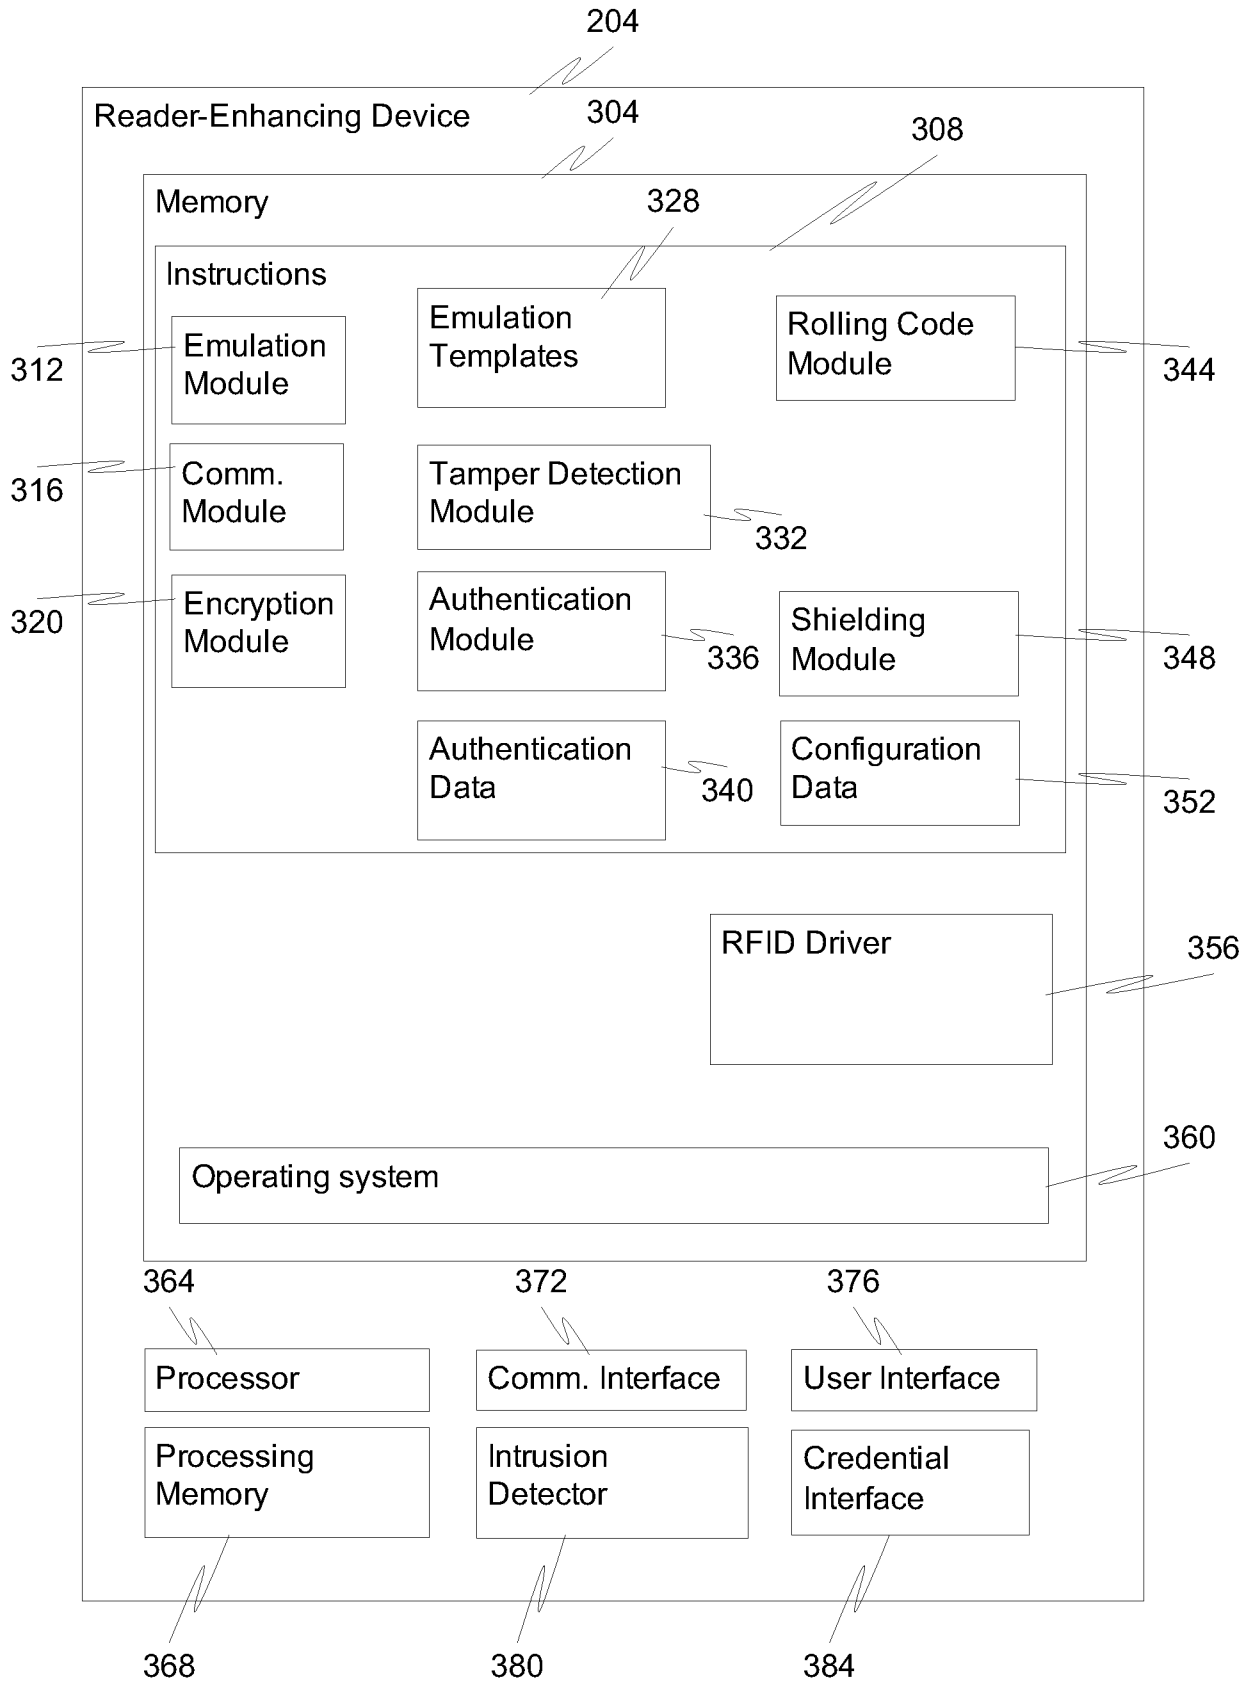 204
Reader-Enhancing Device
304
308
Memory
328
Instructions
312
Emulation
Module
Emulation
Templates
Rolling Code
Module
344
316
Comm.
Module
Tamper Detection
Module
332
320
Encryption
Module
Authentication
Module
336
Shielding
Module
348
Authentication
Data
340
Configuration
Data
352
RFID Driver
356
360
Operating system
364
372
376
Processor
Comm. Interface
User Interface
Processing
Memory
Intrusion
Detector
Credential
Interface
368
380
384